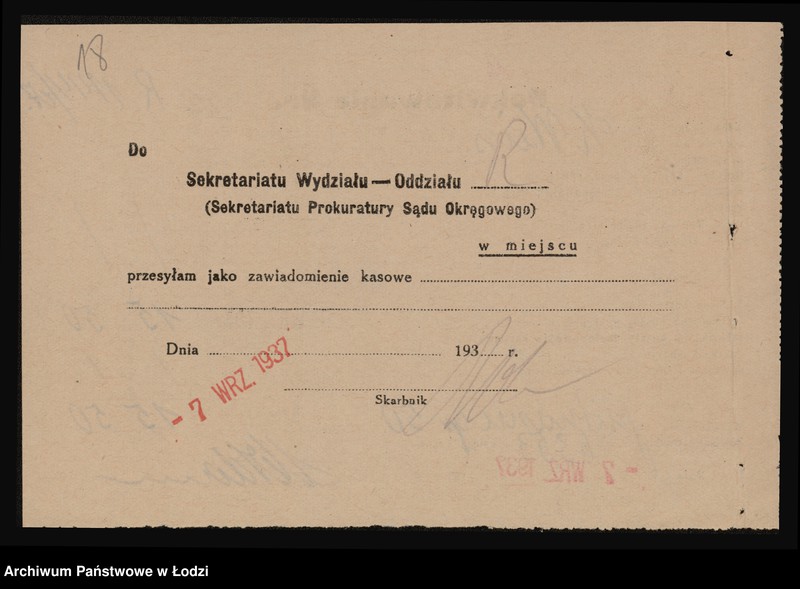 18
Do
Sekretariatu Wydziału — Oddziału R
(Sekretariatu Prokuratury Sądu Okręgowego)
w miejscu
przesyłam jako zawiadomienie kasowe
Dnia 193 r.
- 7 WRZ. 1937
Skarbnik
- 7 WRZ 1937
Archiwum Państwowe w Łodzi